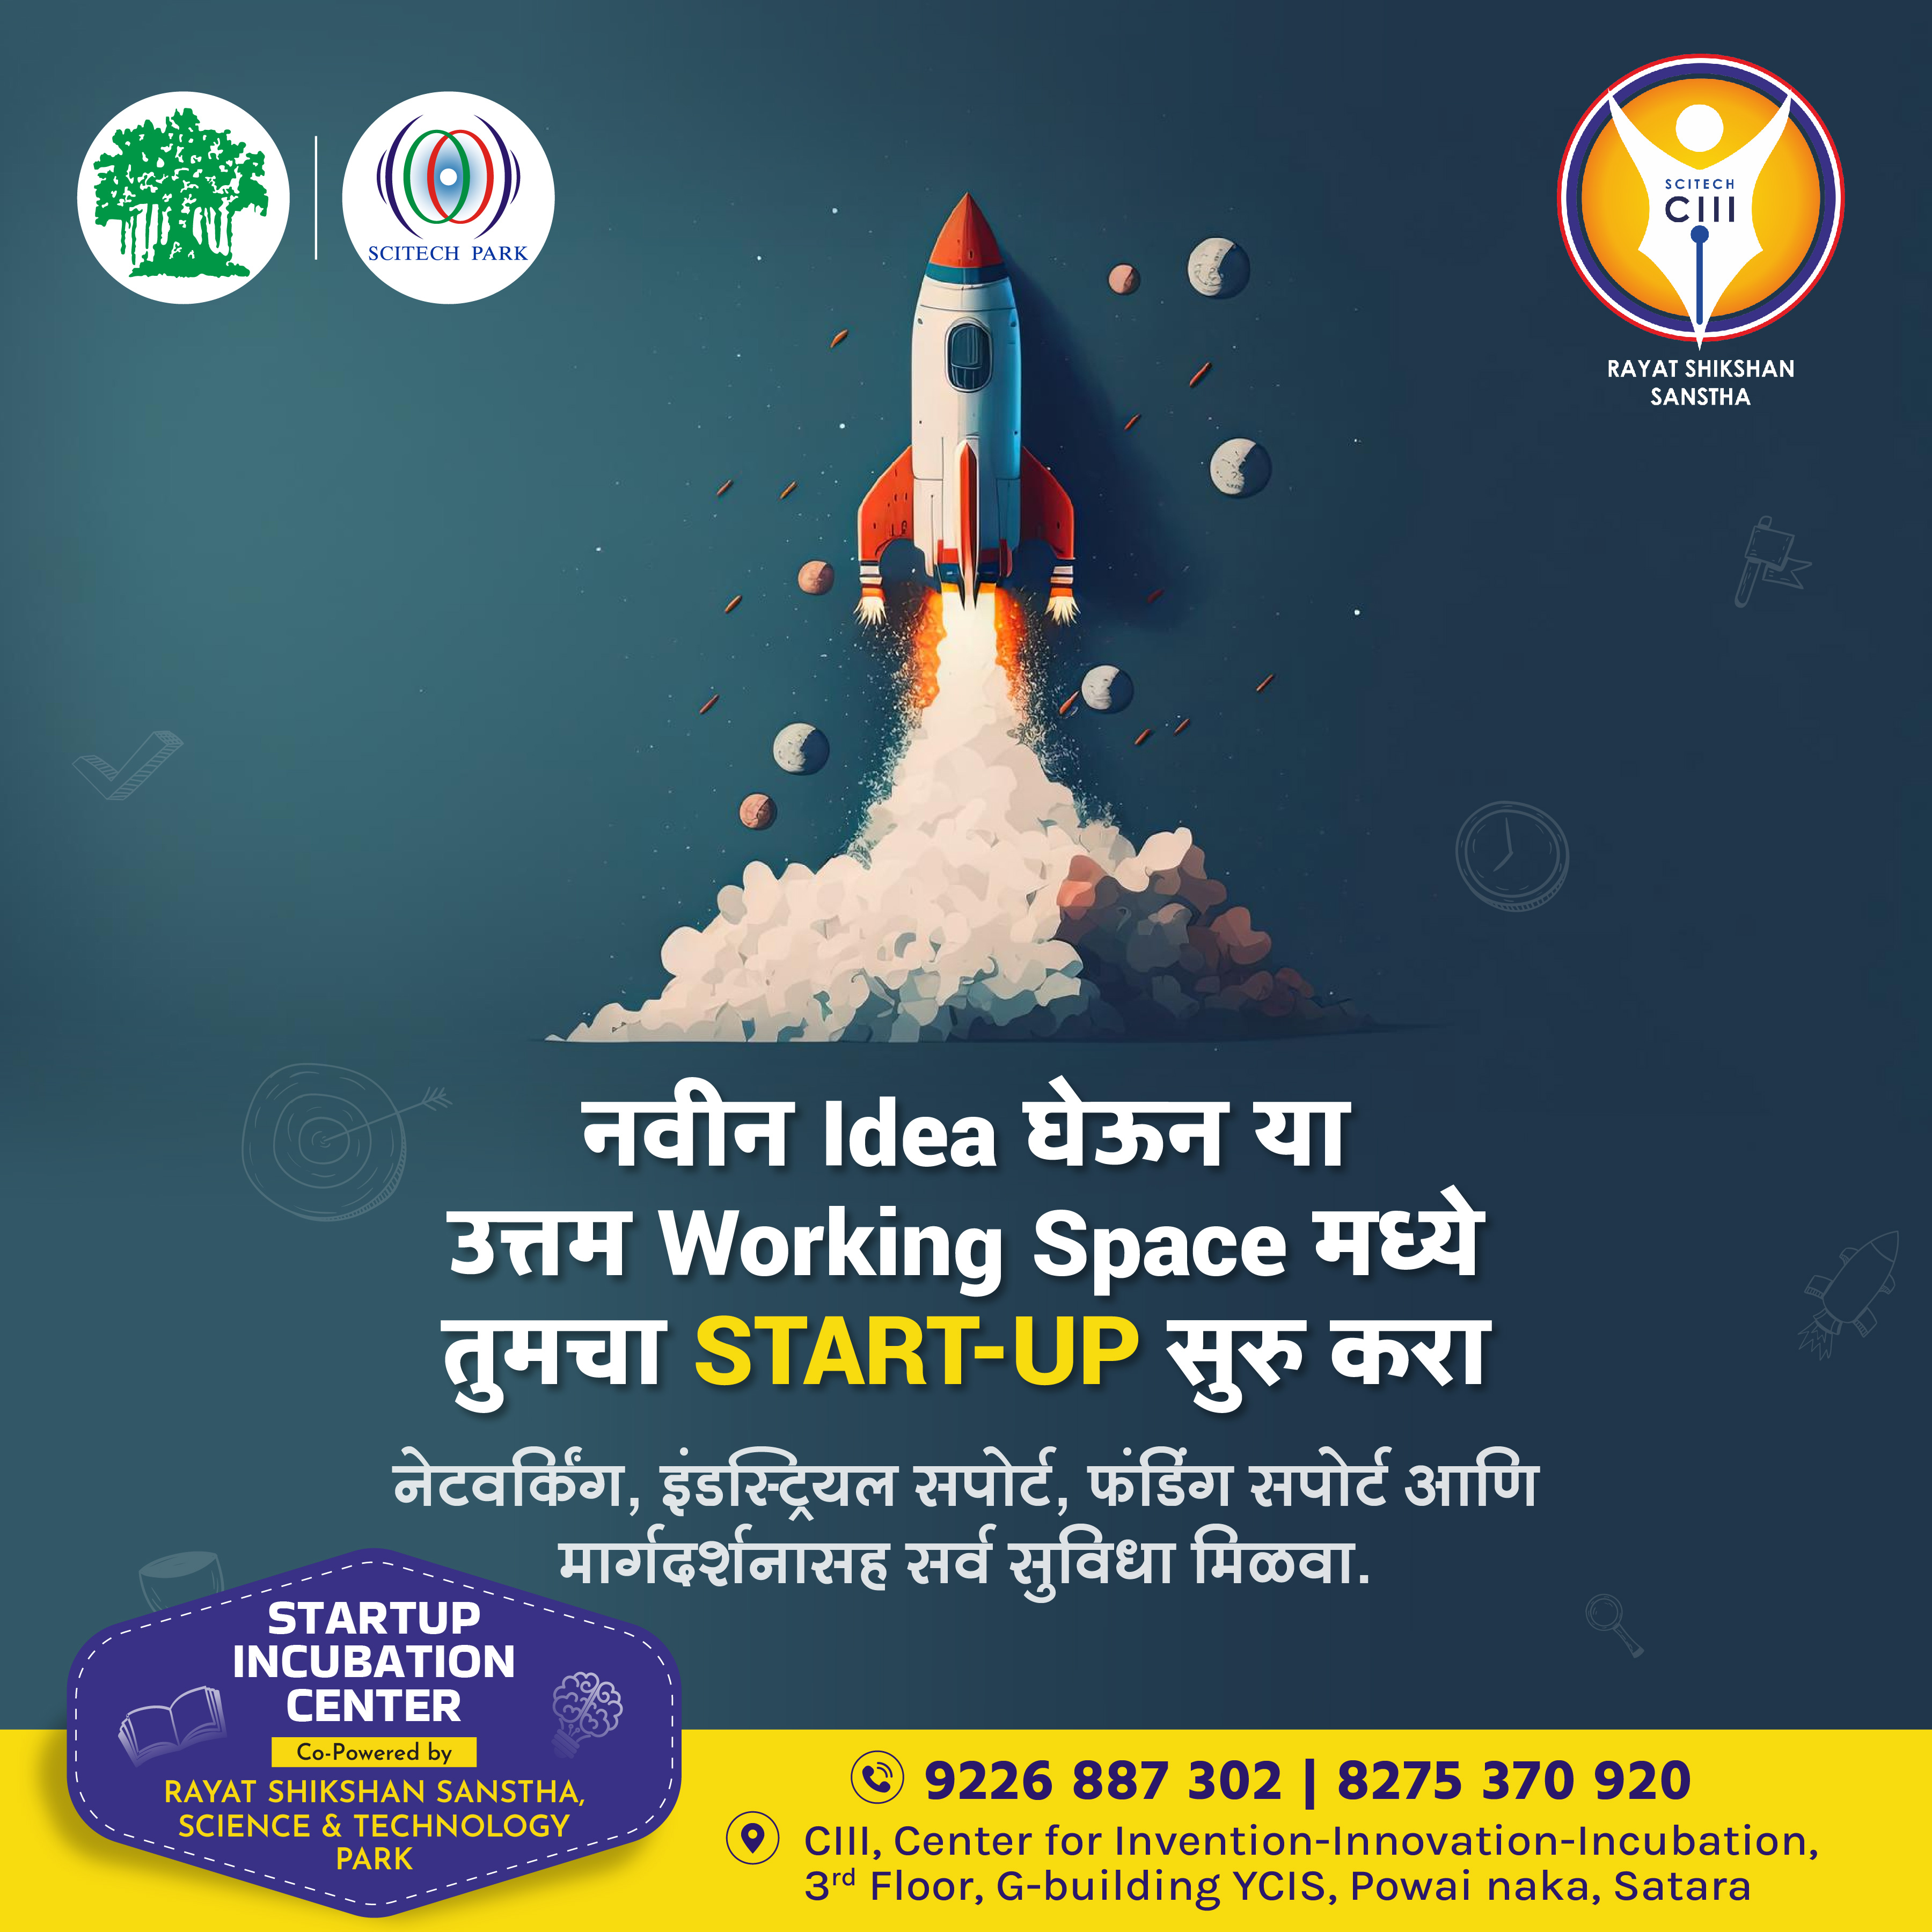 SCITECH PARK
SCITECH
CIII
RAYAT SHIKSHAN
SANSTHA
नवीन Idea घेऊन या
उत्तम Working Space मध्ये
तुमचा START-UP सुरु करा
नेटवर्किंग, इंडस्ट्रियल सपोर्ट, फंडिंग सपोर्ट आणि
मार्गदर्शनासह सर्व सुविधा मिळवा.
STARTUP
INCUBATION
CENTER
Co-Powered by
RAYAT SHIKSHAN SANSTHA,
SCIENCE & TECHNOLOGY
PARK
9226 887 302 | 8275 370 920
CIII, Center for Invention-Innovation-Incubation,
3rd Floor, G-building YCIS, Powai naka, Satara